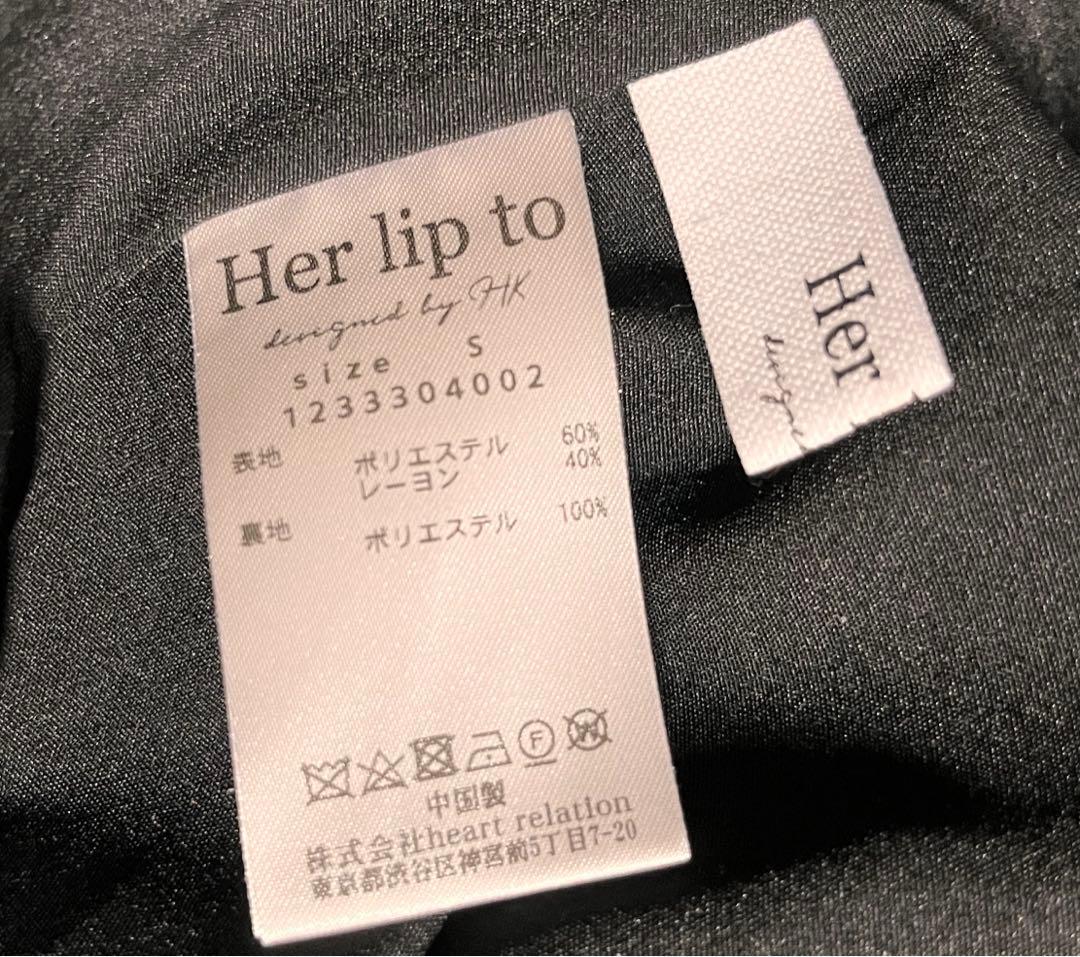 Her lip to
designed by HK
size S
1233304002
表地 ポリエステル 60%
レーヨン 40%
裏地 ポリエステル 100%
F
W
中国製
株式会社heart relation
東京都渋谷区神宮前5丁目7-20
Her
designe